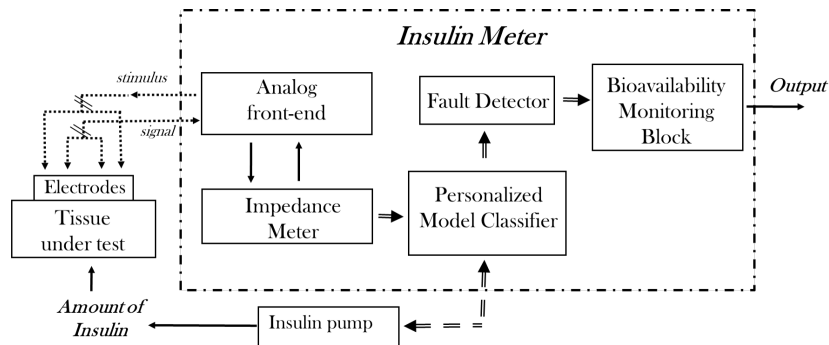 Insulin Meter
stimulus
signal
Analog
front-end
Fault Detector
Bioavailability
Monitoring
Block
Output
Electrodes
Tissue
under test
Impedance
Meter
Personalized
Model Classifier
Amount of
Insulin
Insulin pump